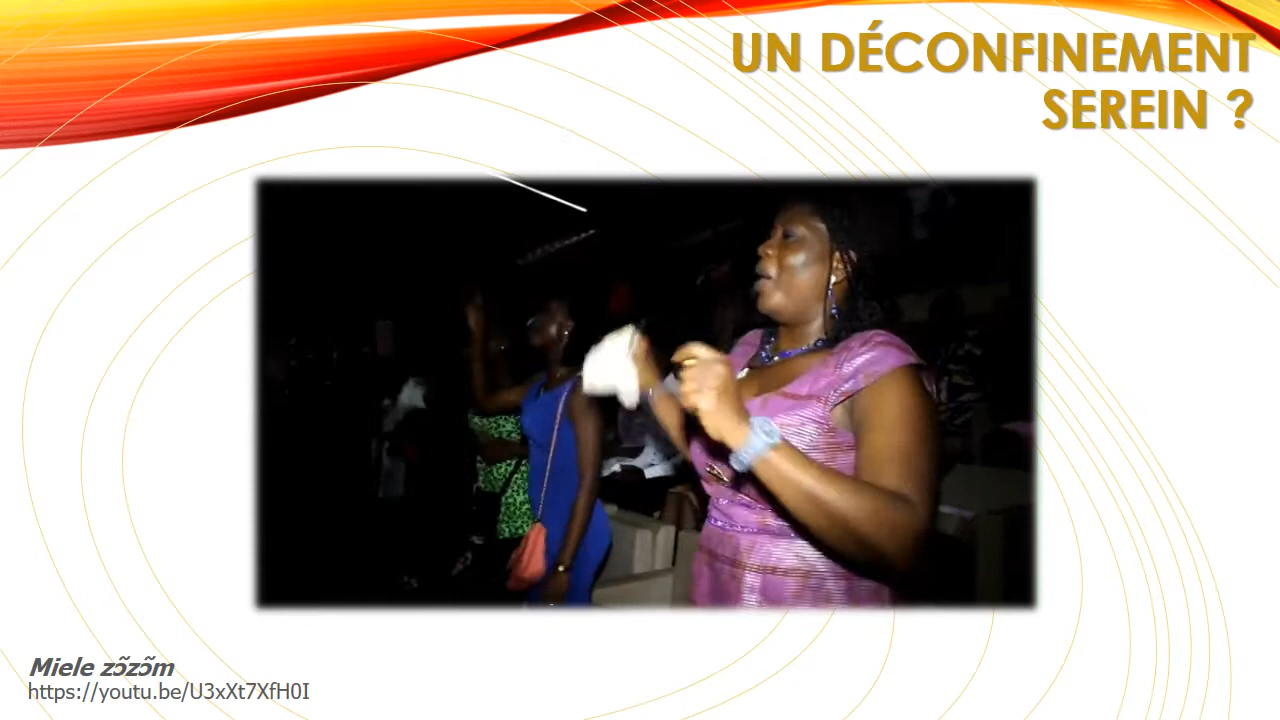 UN DÉCONFINEMENT
SEREIN ?
Miele zɔ̃zɔ̃m
https://youtu.be/U3xXt7XfH0I